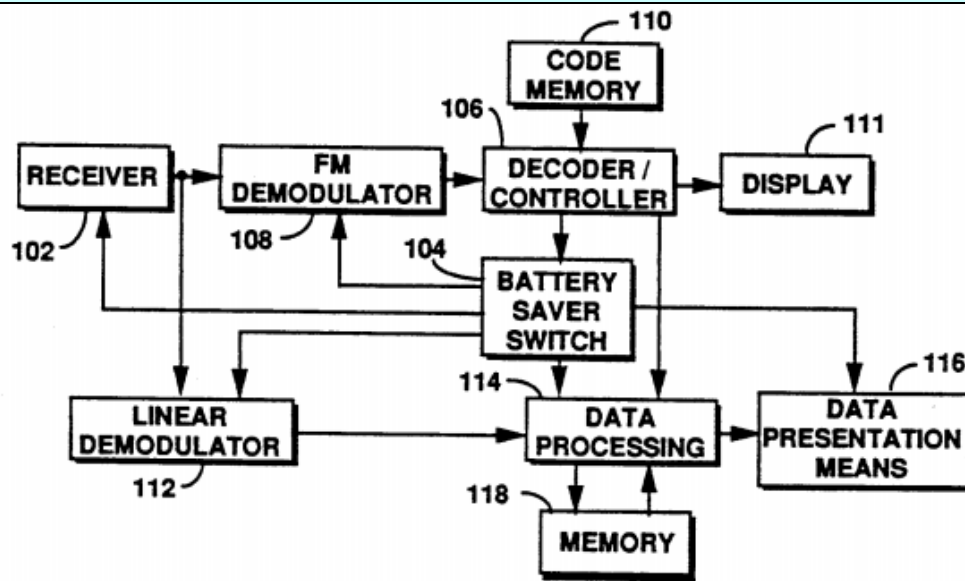 110
CODE
MEMORY
106
111
RECEIVER
FM
DEMODULATOR
DECODER /
CONTROLLER
DISPLAY
102
108
104
BATTERY
SAVER
SWITCH
114
116
LINEAR
DEMODULATOR
DATA
PROCESSING
DATA
PRESENTATION
MEANS
112
118
MEMORY